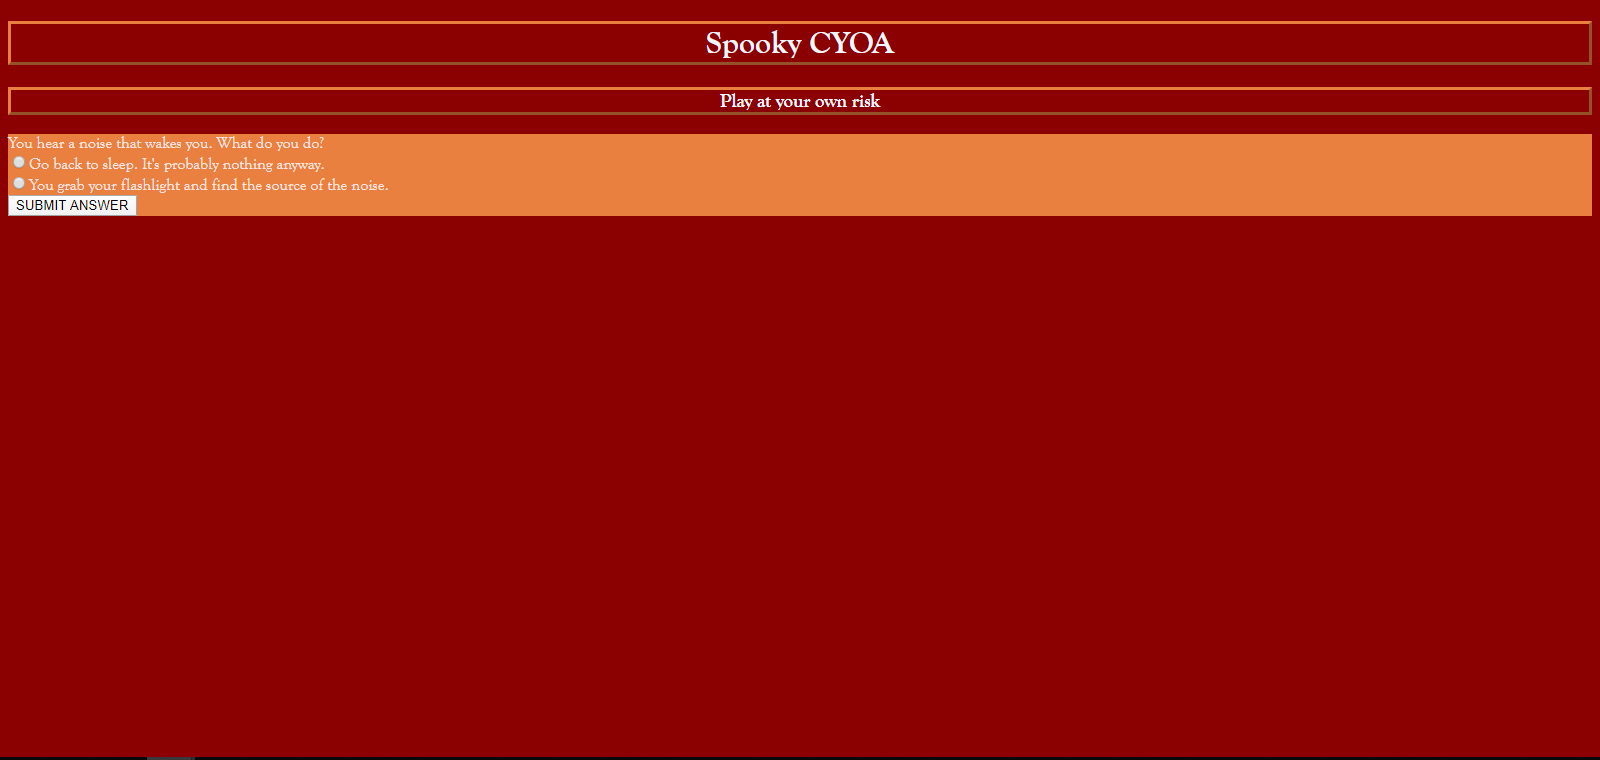 Spooky CYOA
Play at your own risk
You hear a noise that wakes you. What do you do?
Go back to sleep. It's probably nothing anyway.
You grab your flashlight and find the source of the noise.
SUBMIT ANSWER